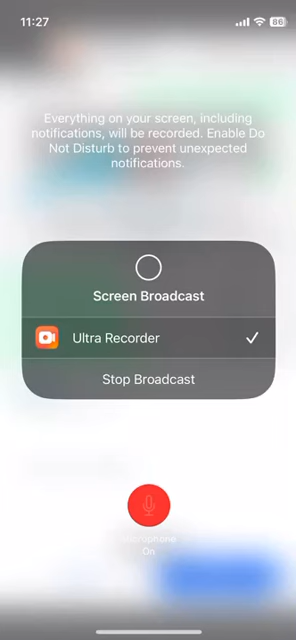 11:27
86
Everything on your screen, including
notifications, will be recorded. Enable Do
Not Disturb to prevent unexpected
notifications.
Screen Broadcast
Ultra Recorder
Stop Broadcast
Microphone
On